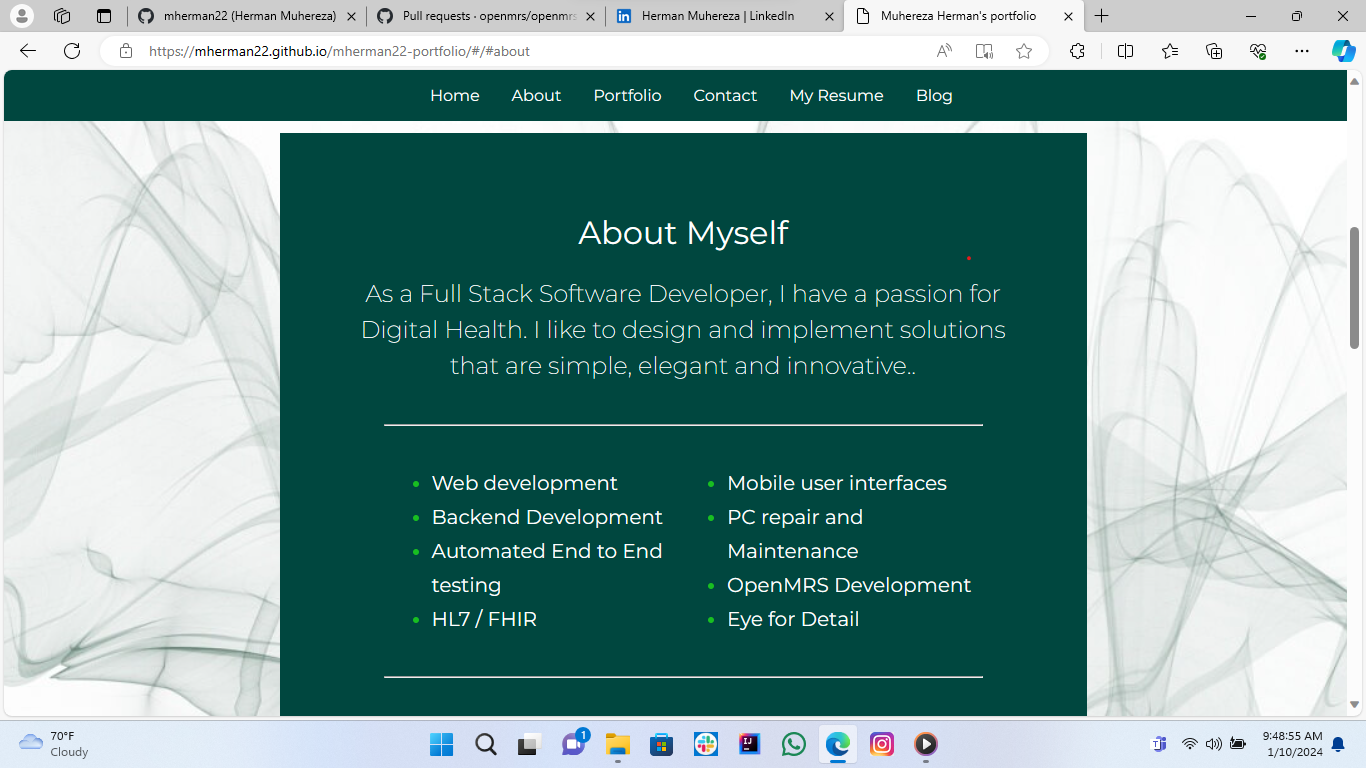 mherman22 (Herman Muhereza)
Pull requests · openmrs/openmrs
Herman Muhereza | LinkedIn
Muhereza Herman's portfolio
https://mherman22.github.io/mherman22-portfolio/#/#about
Home About Portfolio Contact My Resume Blog
About Myself
As a Full Stack Software Developer, I have a passion for
Digital Health. I like to design and implement solutions
that are simple, elegant and innovative..
Web development
Backend Development
Automated End to End
testing
HL7 / FHIR
Mobile user interfaces
PC repair and
Maintenance
OpenMRS Development
Eye for Detail
70°F
Cloudy
1
9:48:55 AM
1/10/2024